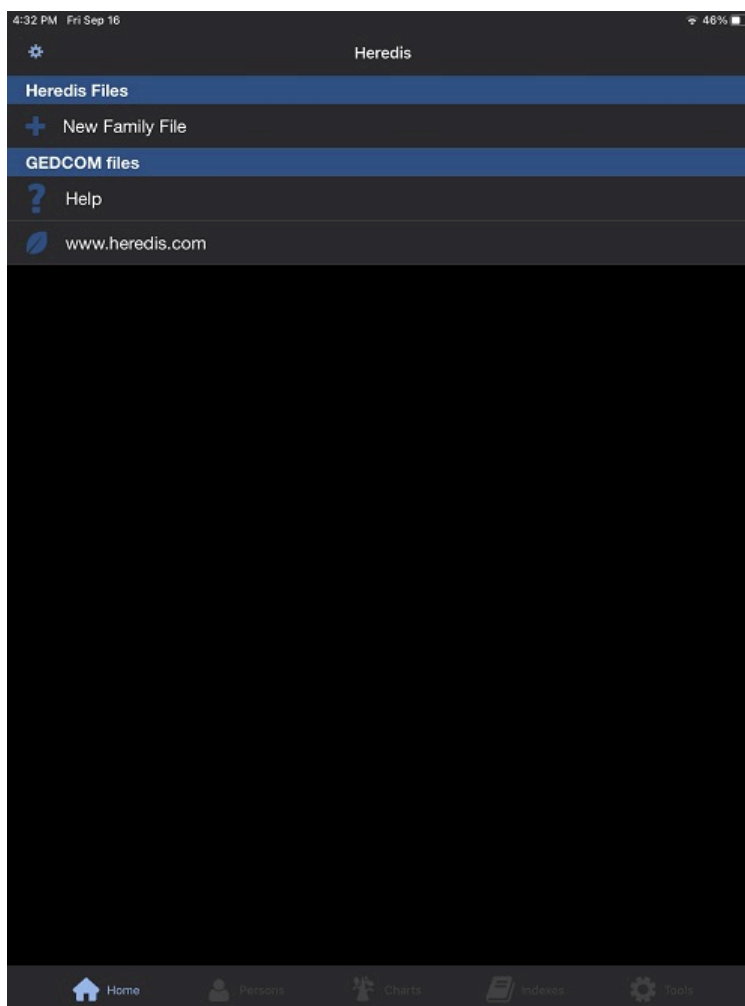 4:32 PM Fri Sep 16 46%
Heredis
Heredis Files
New Family File
GEDCOM files
? Help
www.heredis.com
Home Persons Charts Indexes Tools